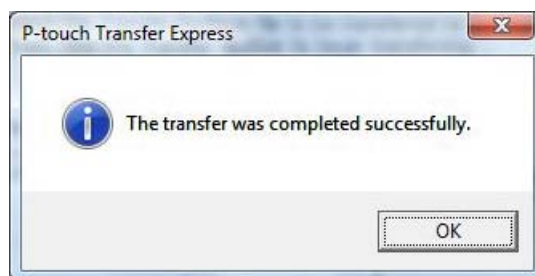 P-touch Transfer Express
The transfer was completed successfully.
OK